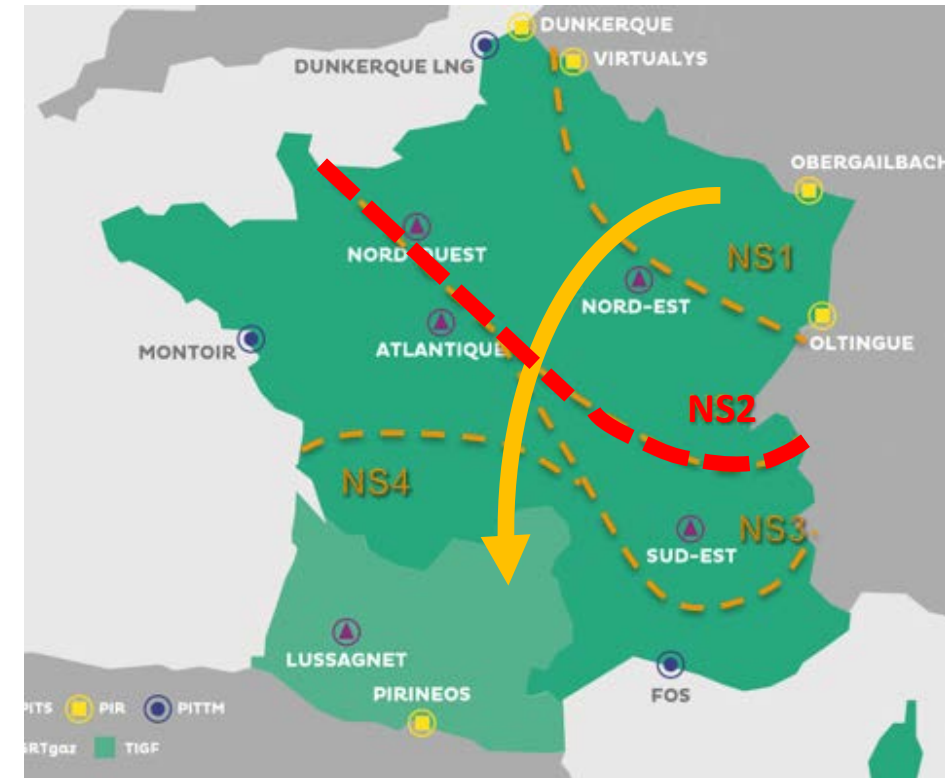 DUNKERQUE
DUNKERQUE LNG
VIRTUALYS
OBERGAILBACH
NS1
NORD-OUEST
NORD-EST
OLTINGUE
MONTOIR
ATLANTIQUE
NS2
NS4
NS3
SUD-EST
LUSSAGNET
PIRINEOS
FOS
PITS PIR PITTM
GRTgaz TIGF